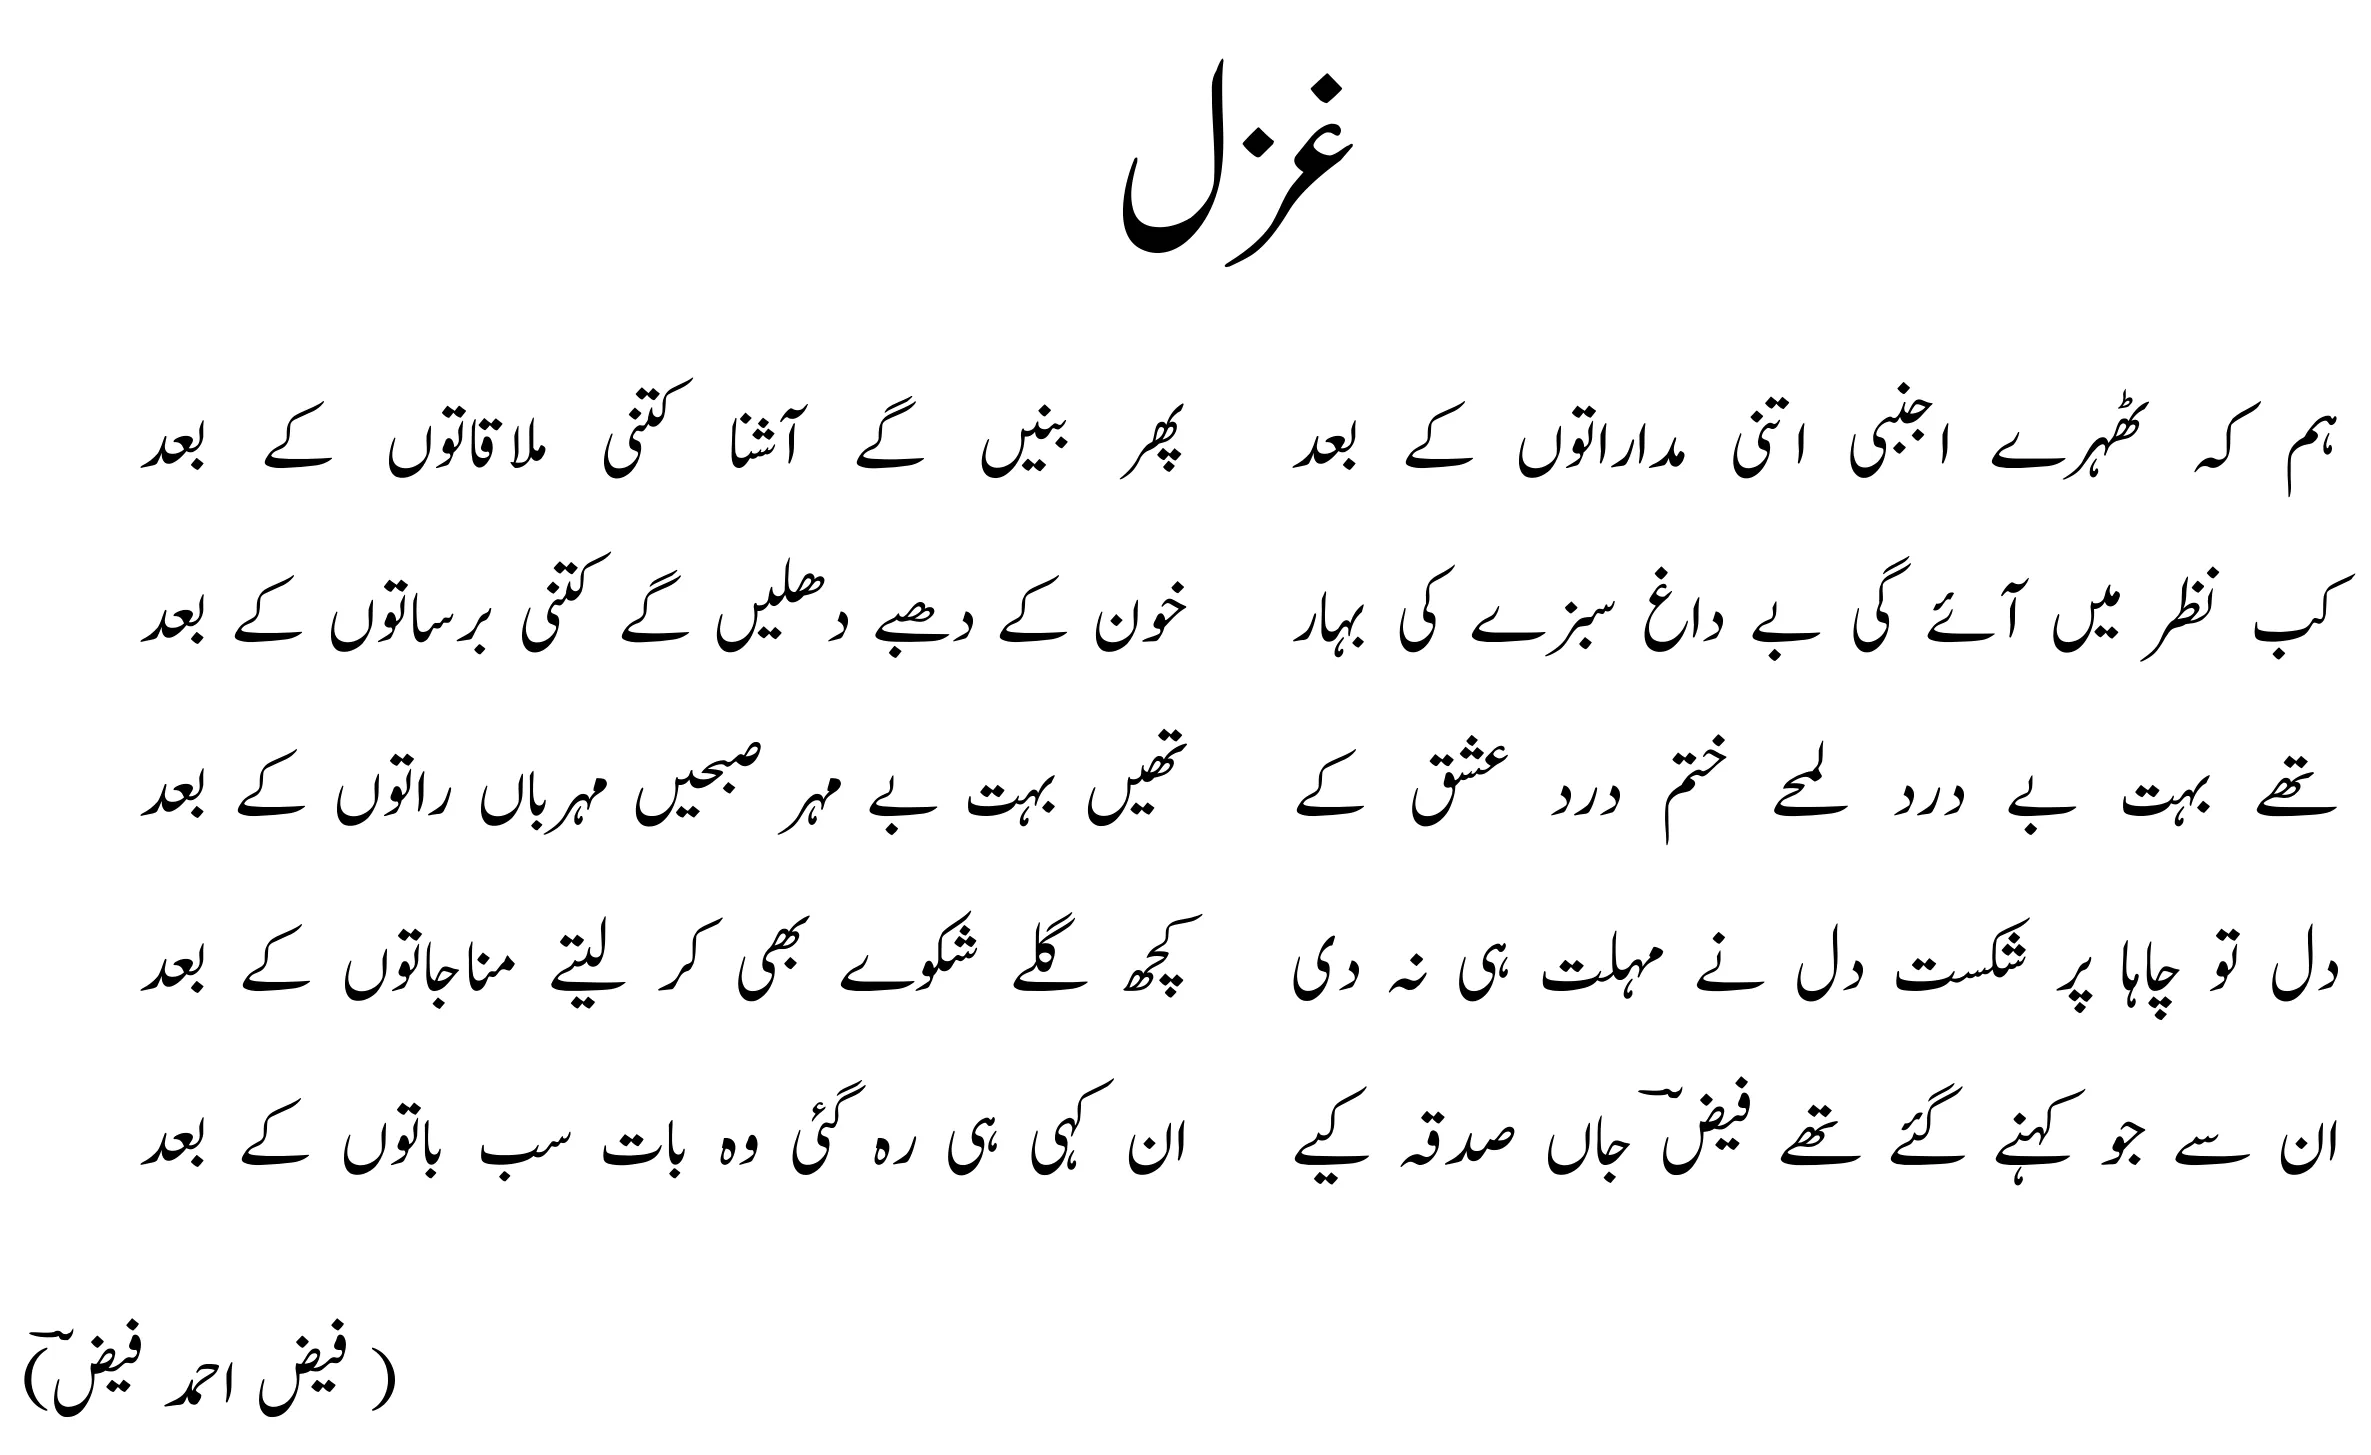 غزل
ہم کہ ٹھہرے اجنبی اتنی مداراتوں کے بعد پھر بنیں گے آشنا کتنی ملاقاتوں کے بعد
کب نظر میں آئے گی بے داغ سبزے کی بہار خون کے دھبے دھلیں گے کتنی برساتوں کے بعد
تھے بہت بے درد لمحے ختم درد عشق کے تھیں بہت بے مہر صبحیں مہرباں راتوں کے بعد
دل تو چاہا پر شکست دل نے مہلت ہی نہ دی کچھ گلے شکوے بھی کر لیتے مناجاتوں کے بعد
ان سے جو کہنے گئے تھے فیضؔ جاں صدقہ کیے ان کہی ہی رہ گئی وہ بات سب باتوں کے بعد
(فیض احمد فیضؔ)